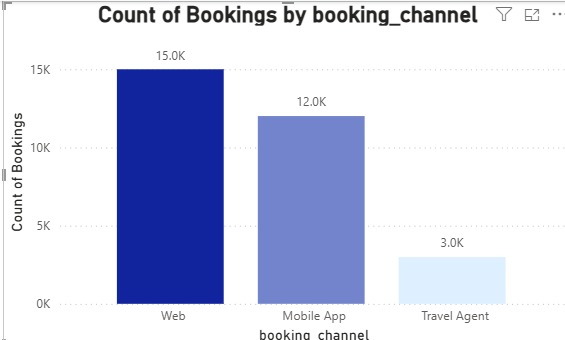 Count of Bookings by booking_channel
15.0K
12.0K
3.0K
15K
10K
5K
0K
Count of Bookings
Web Mobile App Travel Agent
booking_channel